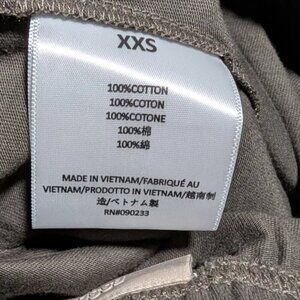 XXS
100%COTTON
100%COTON
100%COTONE
100%棉
100%綿
MADE IN VIETNAM/FABRIQUÉ AU
VIETNAM/PRODOTTO IN VIETNAM/越南制
造/ベトナム製
RN#090233